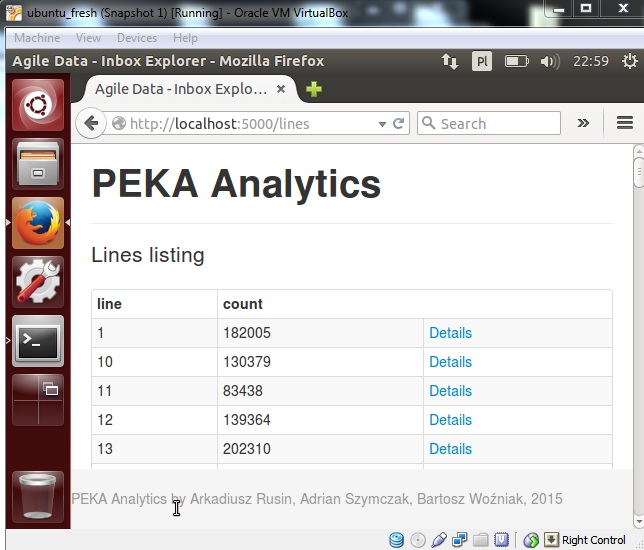 ubuntu_fresh (Snapshot 1) [Running] - Oracle VM VirtualBox
Machine View Devices Help
Agile Data - Inbox Explorer - Mozilla Firefox Pl 22:59
Agile Data - Inbox Explo...
http://localhost:5000/lines Search
PEKA Analytics
Lines listing
line count
1 182005 Details
10 130379 Details
11 83438 Details
12 139364 Details
13 202310 Details
PEKA Analytics by Arkadiusz Rusin, Adrian Szymczak, Bartosz Woźniak, 2015
Right Control